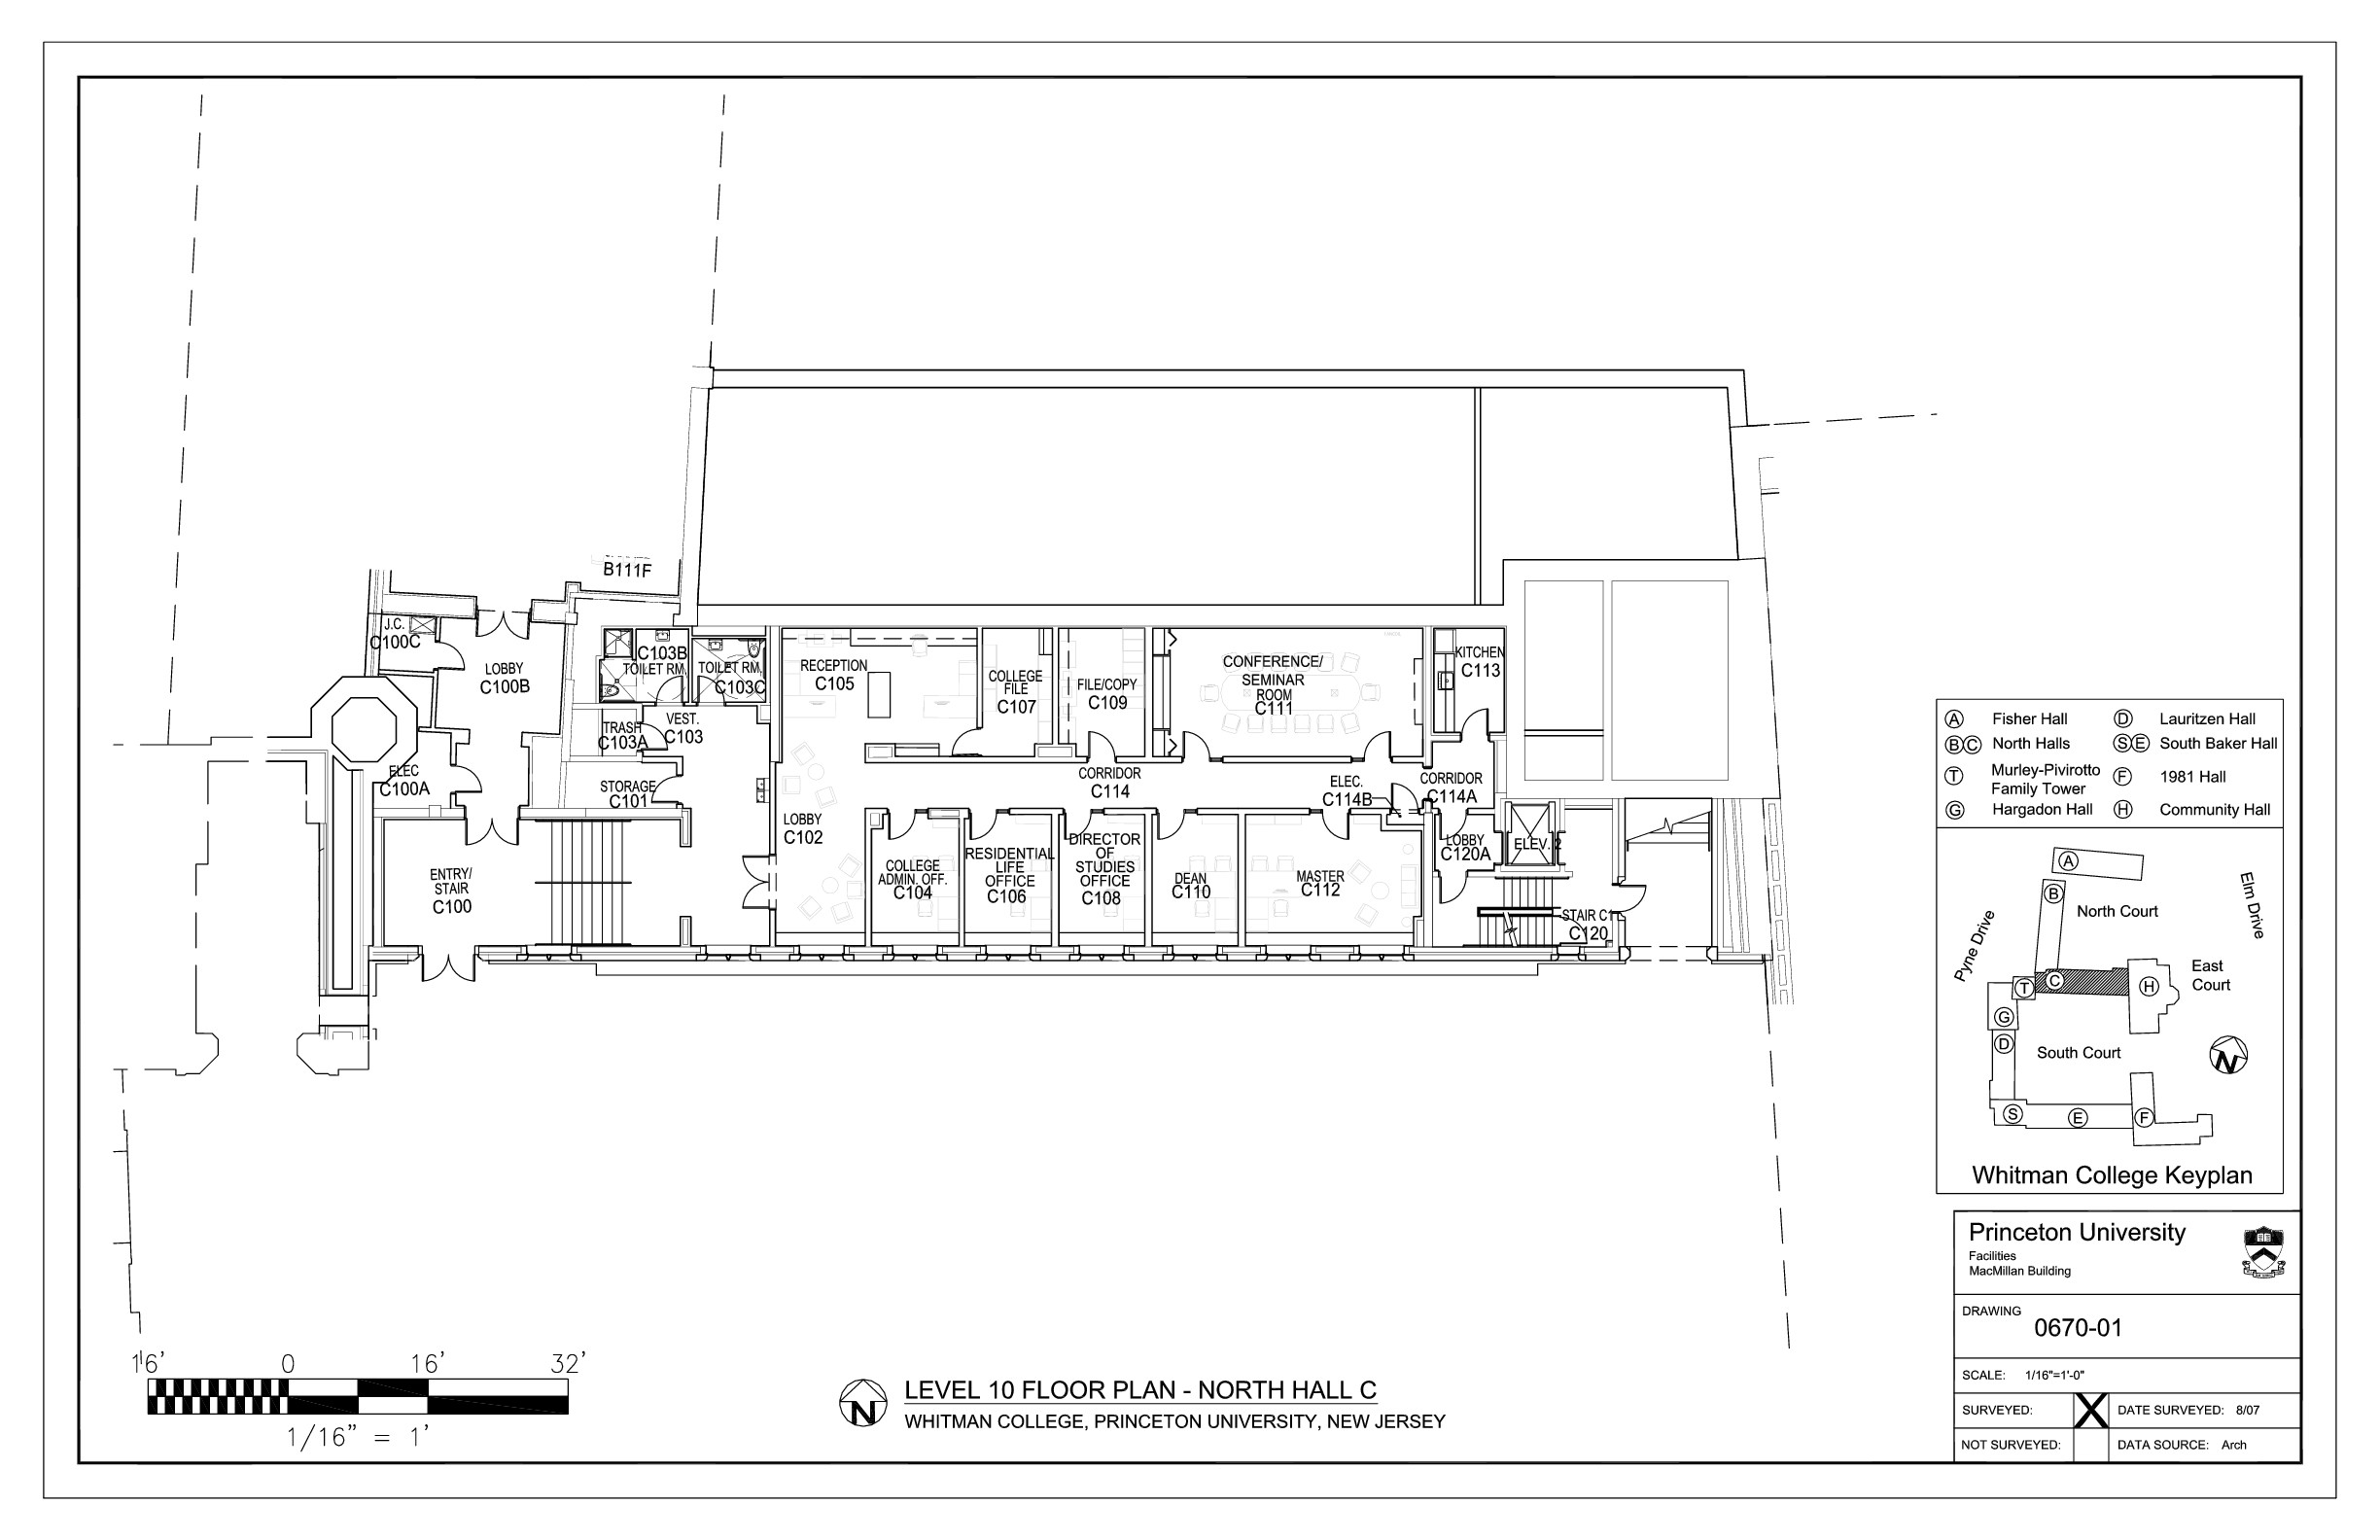 B111F
J.C.
C100C
LOBBY
C100B
ELEC
C100A
ENTRY/
STAIR
C100
C103B
TOILET RM.
TOILET RM.
C103C
TRASH
C103A
VEST.
C103
STORAGE
C101
RECEPTION
C105
COLLEGE
FILE
C107
FILE/COPY
C109
CONFERENCE/
SEMINAR
ROOM
C111
KITCHEN
C113
CORRIDOR
C114
ELEC.
C114B
CORRIDOR
C114A
LOBBY
C102
COLLEGE
ADMIN. OFF.
C104
RESIDENTIAL
LIFE
OFFICE
C106
DIRECTOR
OF
STUDIES
OFFICE
C108
DEAN
C110
MASTER
C112
LOBBY
C120A
ELEV. 2
STAIR C1
C120
A Fisher Hall
D Lauritzen Hall
B C North Halls
S E South Baker Hall
T Murley-Pivirotto
Family Tower
F 1981 Hall
G Hargadon Hall
H Community Hall
A
B
North Court
Elm Drive
Pyne Drive
East
Court
T
C
H
G
D
South Court
N
S
E
F
Whitman College Keyplan
Princeton University
Facilities
MacMillan Building
DRAWING
0670-01
SCALE: 1/16"=1'-0"
SURVEYED: X DATE SURVEYED: 8/07
NOT SURVEYED: DATA SOURCE: Arch
16' 0 16' 32'
1/16" = 1'
N
LEVEL 10 FLOOR PLAN - NORTH HALL C
WHITMAN COLLEGE, PRINCETON UNIVERSITY, NEW JERSEY